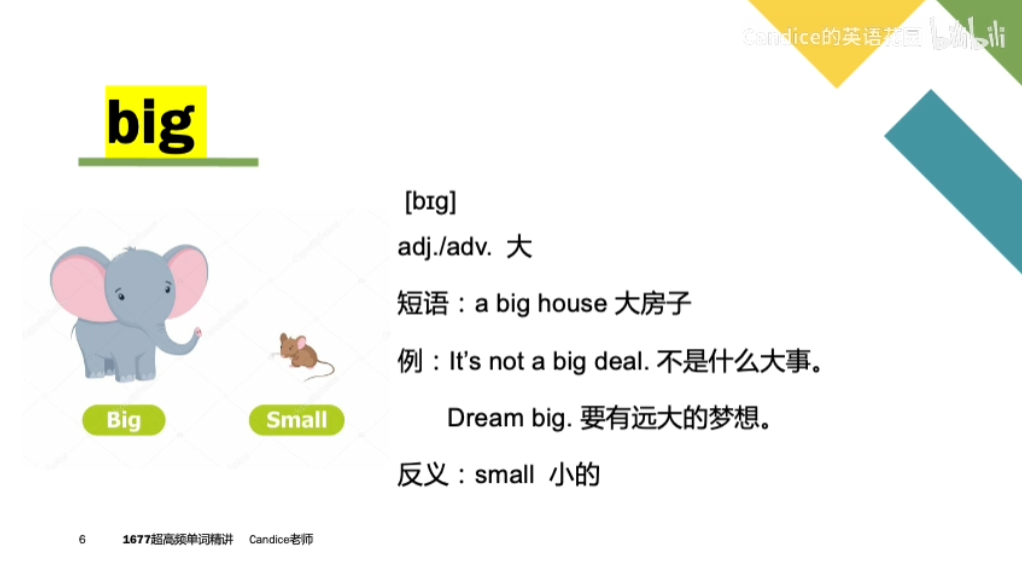 Candice的英语花园 bilibili
big
[bɪg]
adj./adv. 大
短语：a big house 大房子
例：It’s not a big deal. 不是什么大事。
Dream big. 要有远大的梦想。
反义：small 小的
Big
Small
6 1677超高频单词精讲 Candice老师